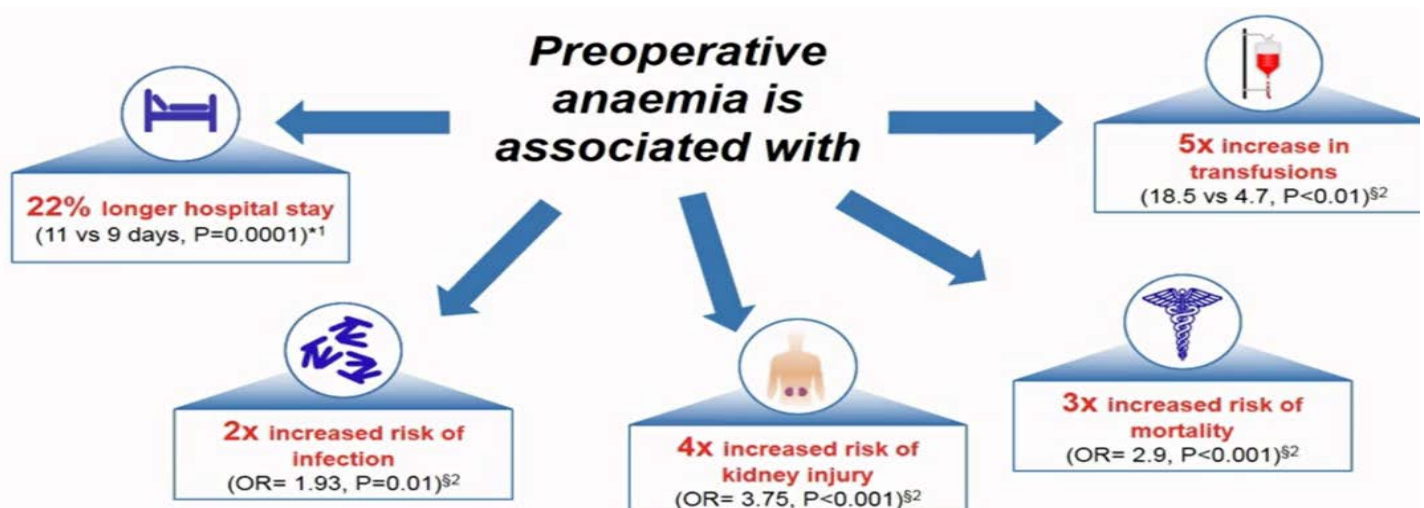 Preoperative
anaemia is
associated with
22% longer hospital stay
(11 vs 9 days, P=0.0001)*1
2x increased risk of
infection
(OR= 1.93, P=0.01)§2
4x increased risk of
kidney injury
(OR= 3.75, P<0.001)§2
3x increased risk of
mortality
(OR= 2.9, P<0.001)§2
5x increase in
transfusions
(18.5 vs 4.7, P<0.01)§2